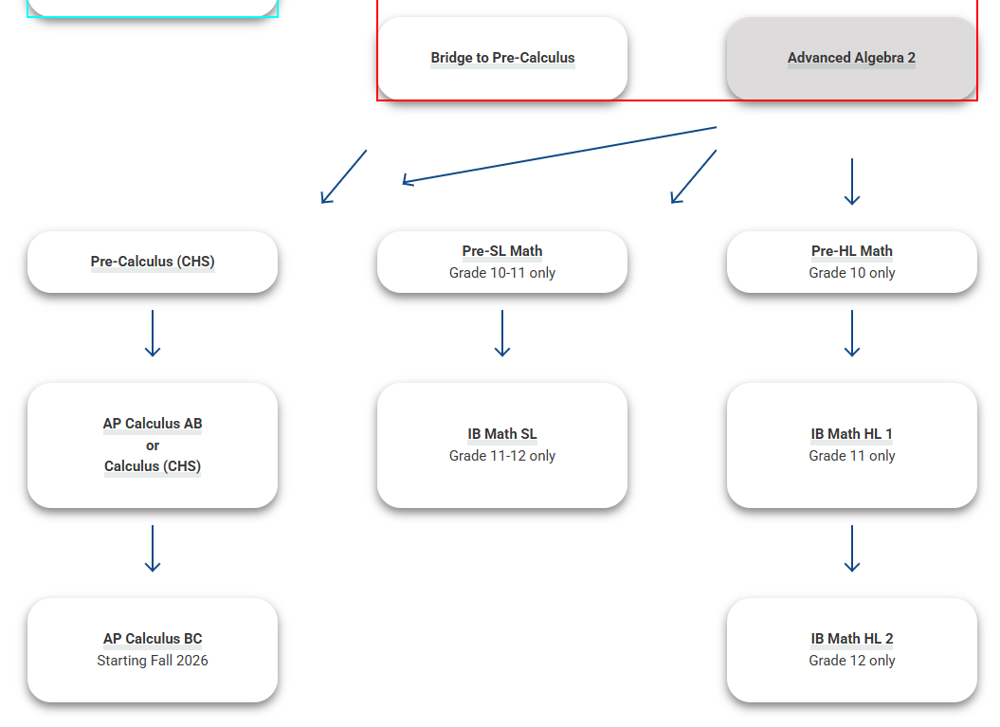 Bridge to Pre-Calculus
Advanced Algebra 2
Pre-Calculus (CHS)
Pre-SL Math
Grade 10-11 only
Pre-HL Math
Grade 10 only
AP Calculus AB
or
Calculus (CHS)
IB Math SL
Grade 11-12 only
IB Math HL 1
Grade 11 only
AP Calculus BC
Starting Fall 2026
IB Math HL 2
Grade 12 only